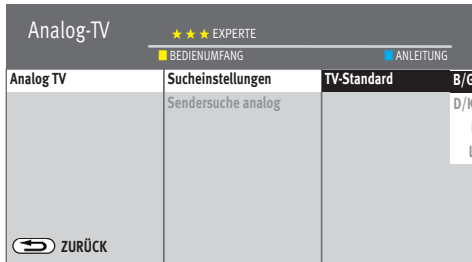 Analog-TV
★ ★ ★ EXPERTE
BEDIENUMFANG
ANLEITUNG
Analog TV
Sucheinstellungen
TV-Standard
B/G
Sendersuche analog
D/K
L
ZURÜCK